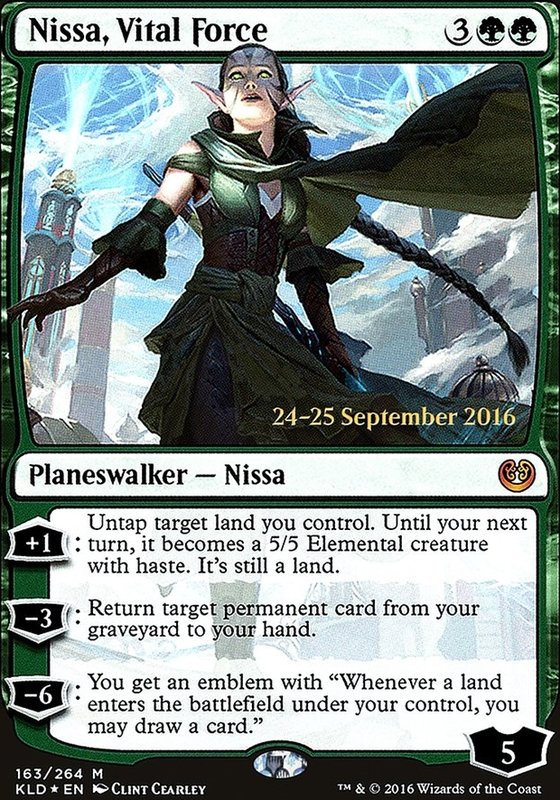 Nissa, Vital Force 3
24–25 September 2016
Planeswalker — Nissa
+1 : Untap target land you control. Until your next
turn, it becomes a 5/5 Elemental creature
with haste. It's still a land.
−3 : Return target permanent card from your
graveyard to your hand.
−6 : You get an emblem with “Whenever a land
enters the battlefield under your control, you
may draw a card.”
5
163/264 M
KLD ★ EN Clint Cearley
™ & © 2016 Wizards of the Coast